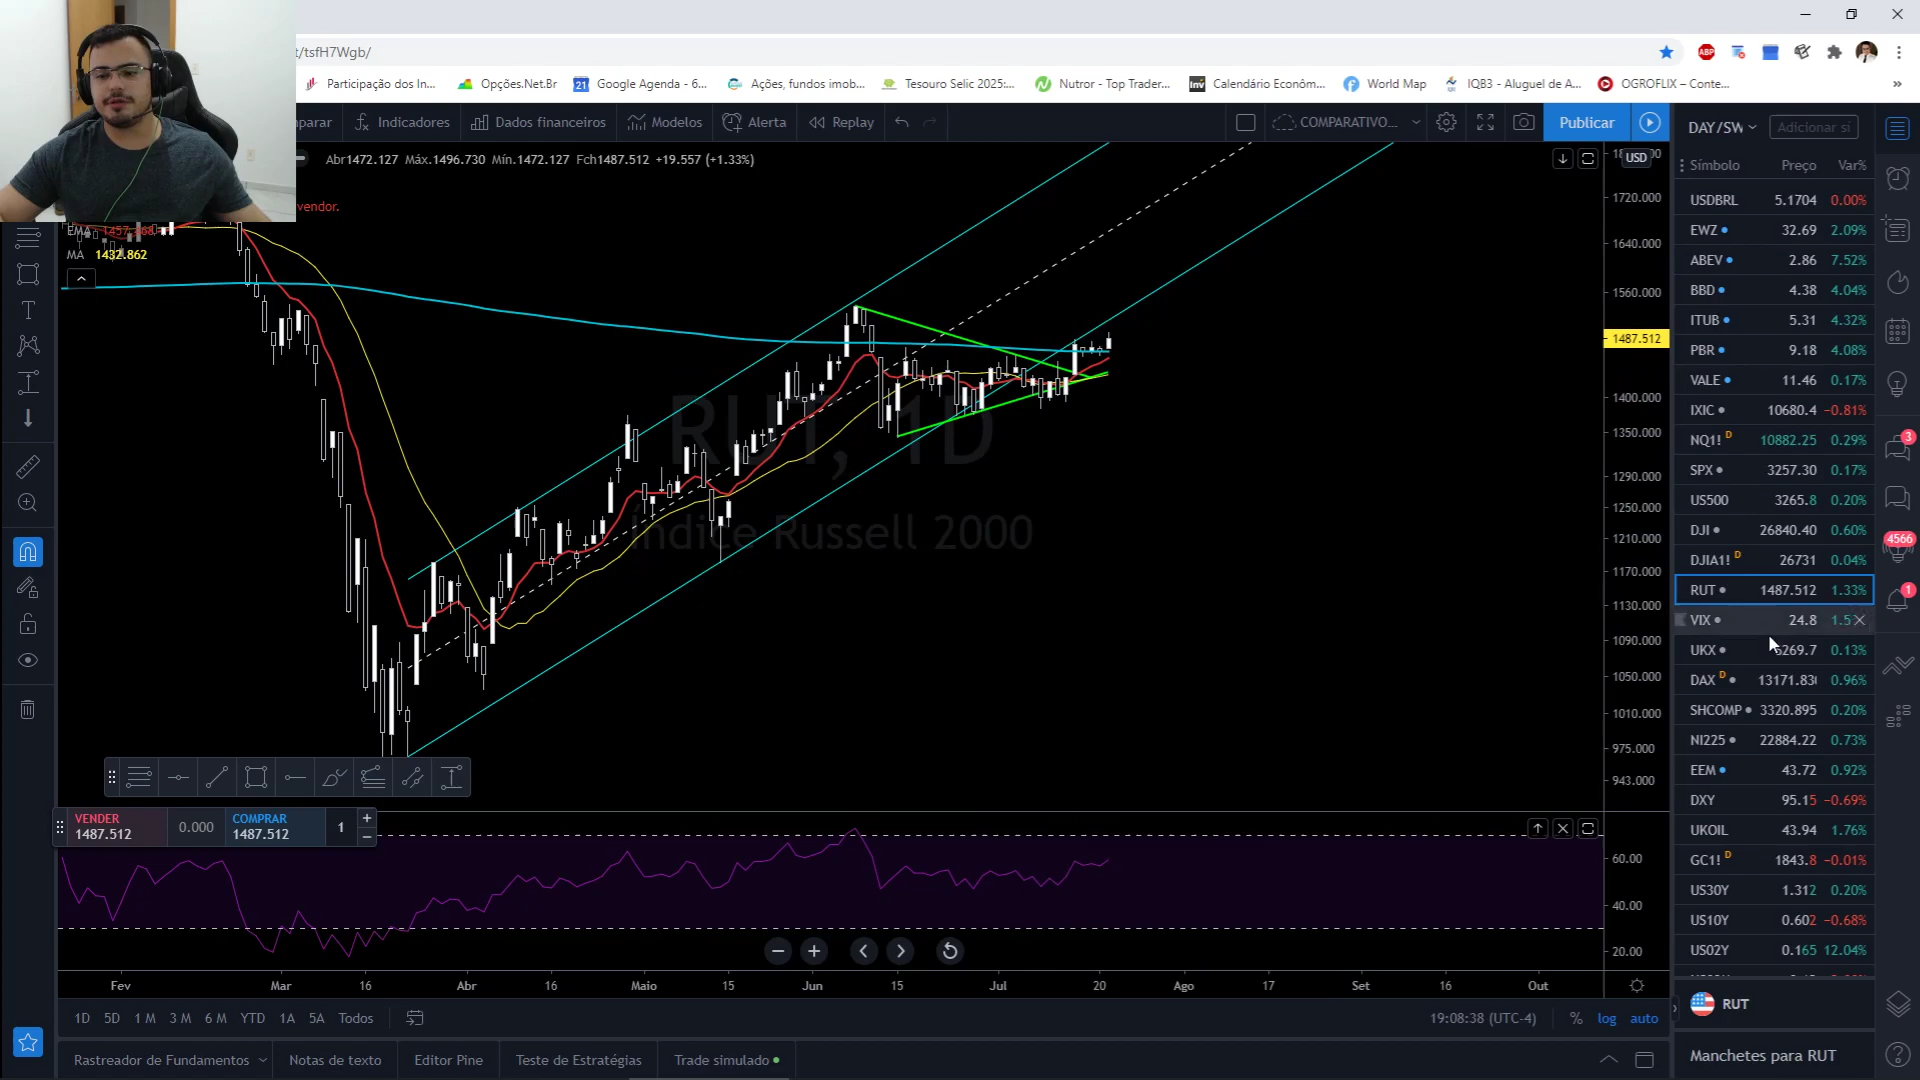 t/tsfH7Wgb/
Participação dos In... Opções.Net.Br Google Agenda - 6... Ações, fundos imob... Tesouro Selic 2025:... Nutror - Top Trader... Calendário Econôm... World Map IQB3 - Aluguel de A... OGROFLIX – Conte... »
parar Indicadores Dados financeiros Modelos Alerta Replay COMPARATIVO... Publicar
DAY/SW Adicionar sí
Abr1472.127 Máx.1496.730 Mín.1472.127 Fch1487.512 +19.557 (+1.33%)
vendor.
EMA
MA 1432.862
RUT, 1D
Índice Russell 2000
USD
1720.000
1640.000
1560.000
1487.512
1400.000
1350.000
1290.000
1250.000
1210.000
1170.000
1130.000
1090.000
1050.000
1010.000
975.000
943.000
VENDER
1487.512
0.000
COMPRAR
1487.512
1
60.00
40.00
20.00
Fev Mar 16 Abr 16 Maio 15 Jun 15 Jul 20 Ago 17 Set 16 Out
1D 5D 1 M 3 M 6 M YTD 1A 5A Todos
19:08:38 (UTC-4) % log auto
Rastreador de Fundamentos Notas de texto Editor Pine Teste de Estratégias Trade simulado
Símbolo Preço Var%
USDBRL 5.1704 0.00%
EWZ 32.69 2.09%
ABEV 2.86 7.52%
BBD 4.38 4.04%
ITUB 5.31 4.32%
PBR 9.18 4.08%
VALE 11.46 0.17%
IXIC 10680.4 −0.81%
NQ1! D 10882.25 0.29%
SPX 3257.30 0.17%
US500 3265.8 0.20%
DJI 26840.40 0.60%
DJIA1! D 26731 0.04%
RUT 1487.512 1.33%
VIX 24.8 1.5
UKX 269.7 0.13%
DAX D 13171.83 0.96%
SHCOMP 3320.895 0.20%
NI225 22884.22 0.73%
EEM 43.72 0.92%
DXY 95.15 −0.69%
UKOIL 43.94 1.76%
GC1! D 1843.8 −0.01%
US30Y 1.312 0.20%
US10Y 0.602 −0.68%
US02Y 0.165 12.04%
RUT
Manchetes para RUT
ABP
21
Inv
3
4566
1